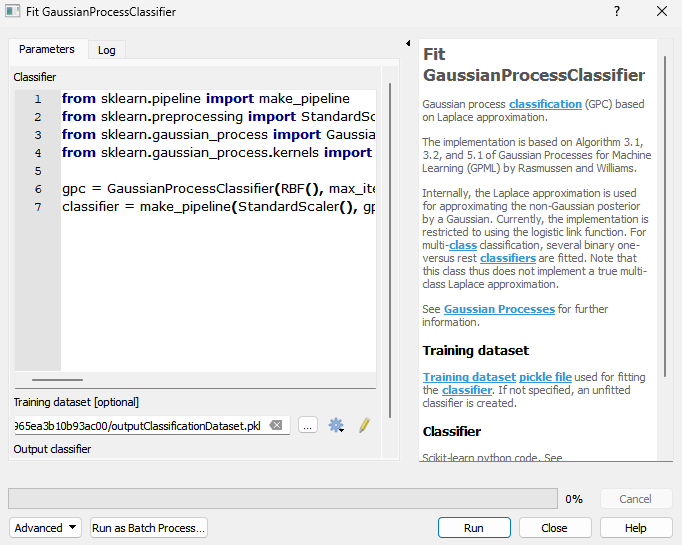 Fit GaussianProcessClassifier
?
Parameters
Log
Classifier
1 from sklearn.pipeline import make_pipeline
2 from sklearn.preprocessing import StandardSca
3 from sklearn.gaussian_process import Gaussia
4 from sklearn.gaussian_process.kernels import
5
6 gpc = GaussianProcessClassifier(RBF(), max_ite
7 classifier = make_pipeline(StandardScaler(), gp
Training dataset [optional]
965ea3b10b93ac00/outputClassificationDataset.pkl
...
Output classifier
Fit
GaussianProcessClassifier
Gaussian process classification (GPC) based
on Laplace approximation.
The implementation is based on Algorithm 3.1,
3.2, and 5.1 of Gaussian Processes for Machine
Learning (GPML) by Rasmussen and Williams.
Internally, the Laplace approximation is used
for approximating the non-Gaussian posterior
by a Gaussian. Currently, the implementation is
restricted to using the logistic link function. For
multi-class classification, several binary one-
versus rest classifiers are fitted. Note that
this class thus does not implement a true multi-
class Laplace approximation.
See Gaussian Processes for further
information.
Training dataset
Training dataset pickle file used for fitting
the classifier. If not specified, an unfitted
classifier is created.
Classifier
Scikit-learn python code. See
0%
Cancel
Advanced
Run as Batch Process...
Run
Close
Help